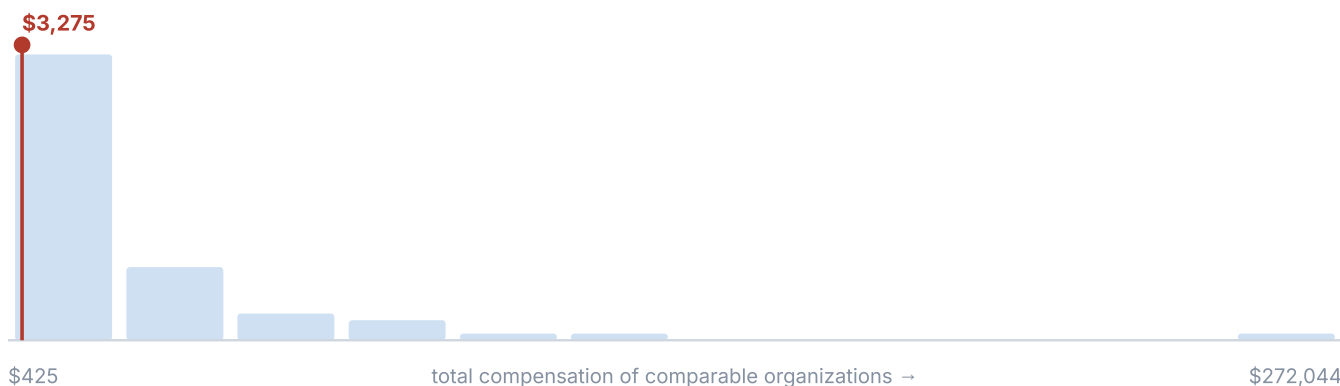 $3,275
$425 total compensation of comparable organizations → $272,044